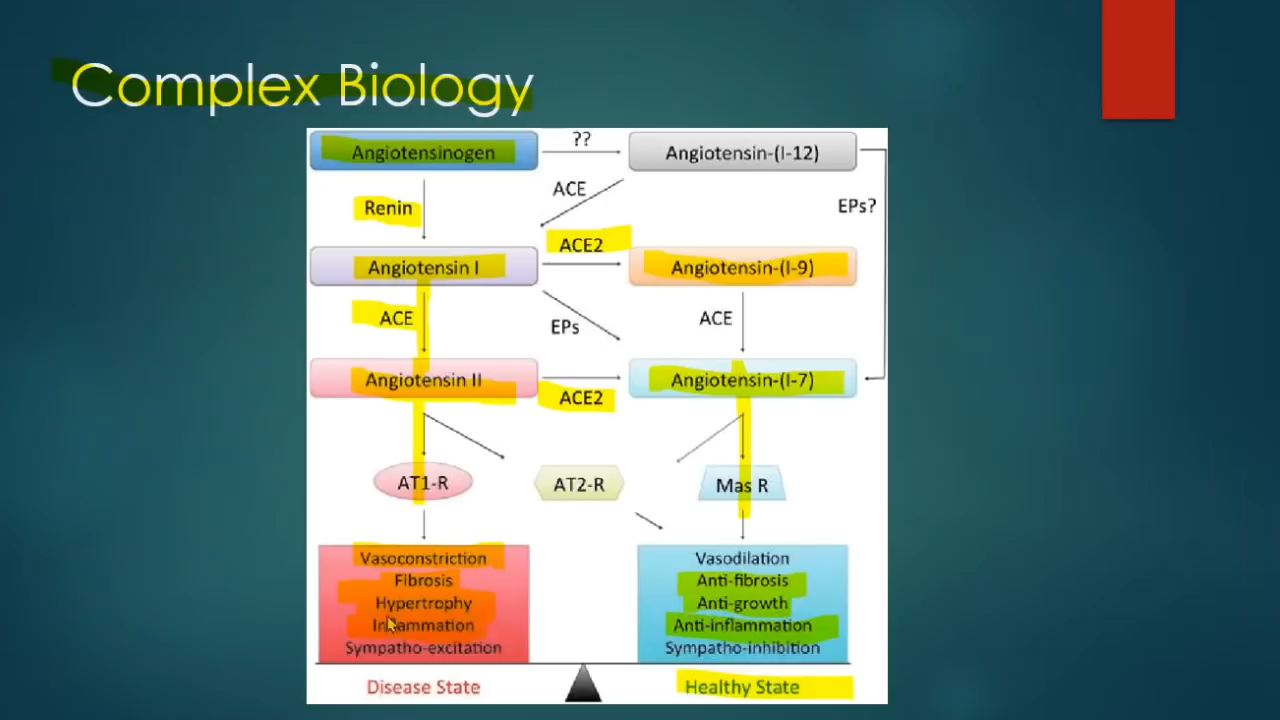 Complex Biology
Angiotensinogen
??
Angiotensin-(I-12)
ACE
EPs?
Renin
ACE2
Angiotensin I
Angiotensin-(I-9)
ACE
EPs
ACE
Angiotensin II
Angiotensin-(I-7)
ACE2
AT1-R
AT2-R
Mas R
Vasoconstriction
Fibrosis
Hypertrophy
Inflammation
Sympatho-excitation
Vasodilation
Anti-fibrosis
Anti-growth
Anti-inflammation
Sympatho-inhibition
Disease State
Healthy State